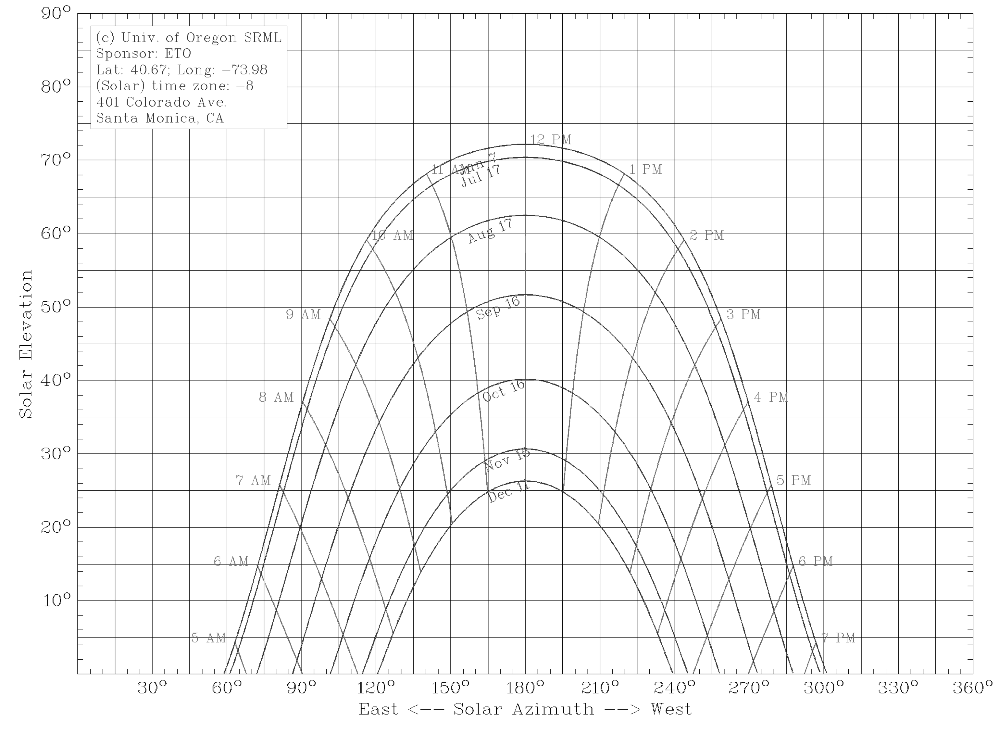 90°
(c) Univ. of Oregon SRML
Sponsor: ETO
Lat: 40.67; Long: −73.98
(Solar) time zone: −8
401 Colorado Ave.
Santa Monica, CA
80°
70°
60°
50°
40°
30°
20°
10°
Solar Elevation
12 PM
11 AM
1 PM
10 AM
2 PM
9 AM
3 PM
8 AM
4 PM
7 AM
5 PM
6 AM
6 PM
5 AM
7 PM
Jun 7
Jul 17
Aug 17
Sep 16
Oct 16
Nov 15
Dec 11
30° 60° 90° 120° 150° 180° 210° 240° 270° 300° 330° 360°
East <−− Solar Azimuth −−> West